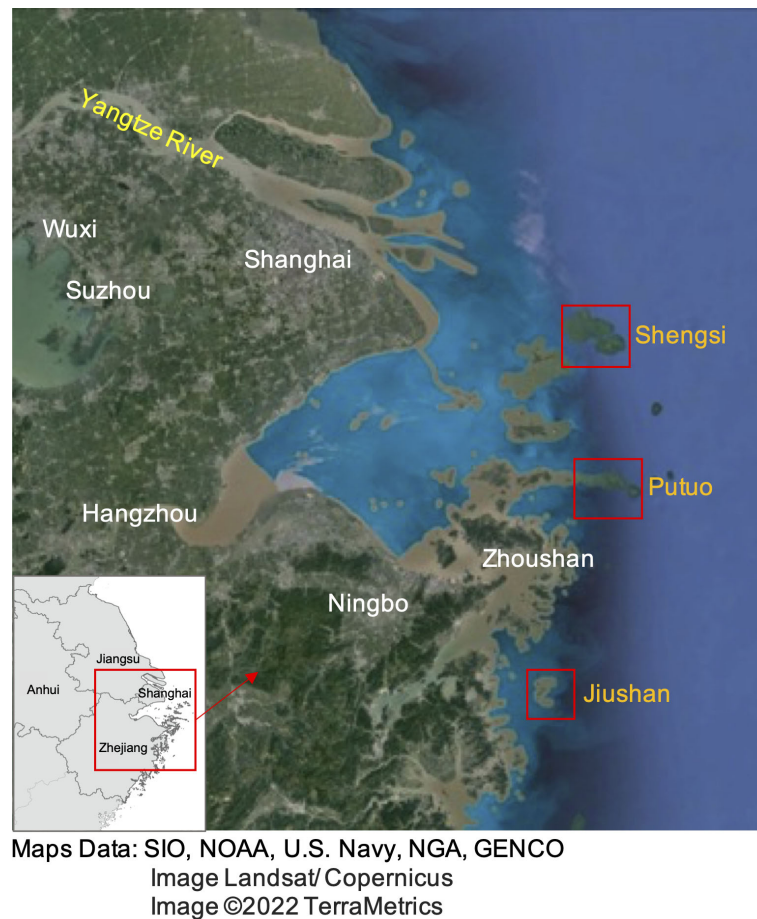 Yangtze River
Wuxi
Shanghai
Suzhou
Shengsi
Putuo
Hangzhou
Zhoushan
Ningbo
Jiushan
Jiangsu
Anhui
Shanghai
Zhejiang
Maps Data: SIO, NOAA, U.S. Navy, NGA, GENCO
Image Landsat/ Copernicus
Image ©2022 TerraMetrics